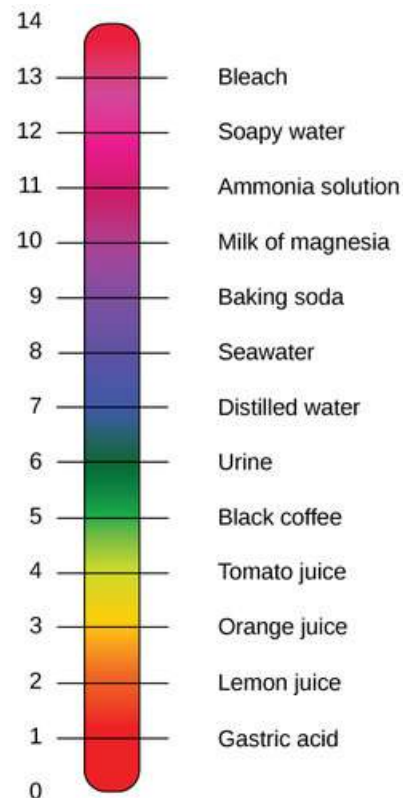 14
13 Bleach
12 Soapy water
11 Ammonia solution
10 Milk of magnesia
9 Baking soda
8 Seawater
7 Distilled water
6 Urine
5 Black coffee
4 Tomato juice
3 Orange juice
2 Lemon juice
1 Gastric acid
0